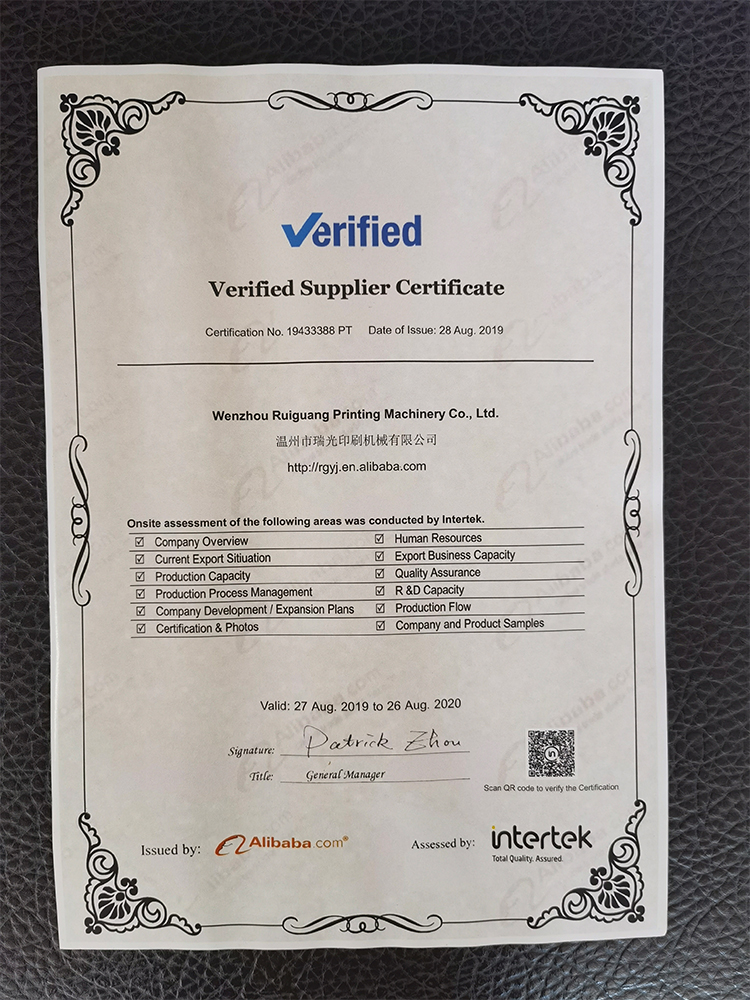 Verified
Verified Supplier Certificate
Certification No. 19433388 PT Date of Issue: 28 Aug. 2019
Wenzhou Ruiguang Printing Machinery Co., Ltd.
温州市瑞光印刷机械有限公司
http://rgyj.en.alibaba.com
Onsite assessment of the following areas was conducted by Intertek.
☑ Company Overview ☑ Human Resources
☑ Current Export Sitiuation ☑ Export Business Capacity
☑ Production Capacity ☑ Quality Assurance
☑ Production Process Management ☑ R &D Capacity
☑ Company Development / Expansion Plans ☑ Production Flow
☑ Certification & Photos ☑ Company and Product Samples
Valid: 27 Aug. 2019 to 26 Aug. 2020
Signature: Patrick Zhou
Title: General Manager
in
Scan QR code to verify the Certification
Issued by: Alibaba.com® Assessed by: intertek
Total Quality. Assured.